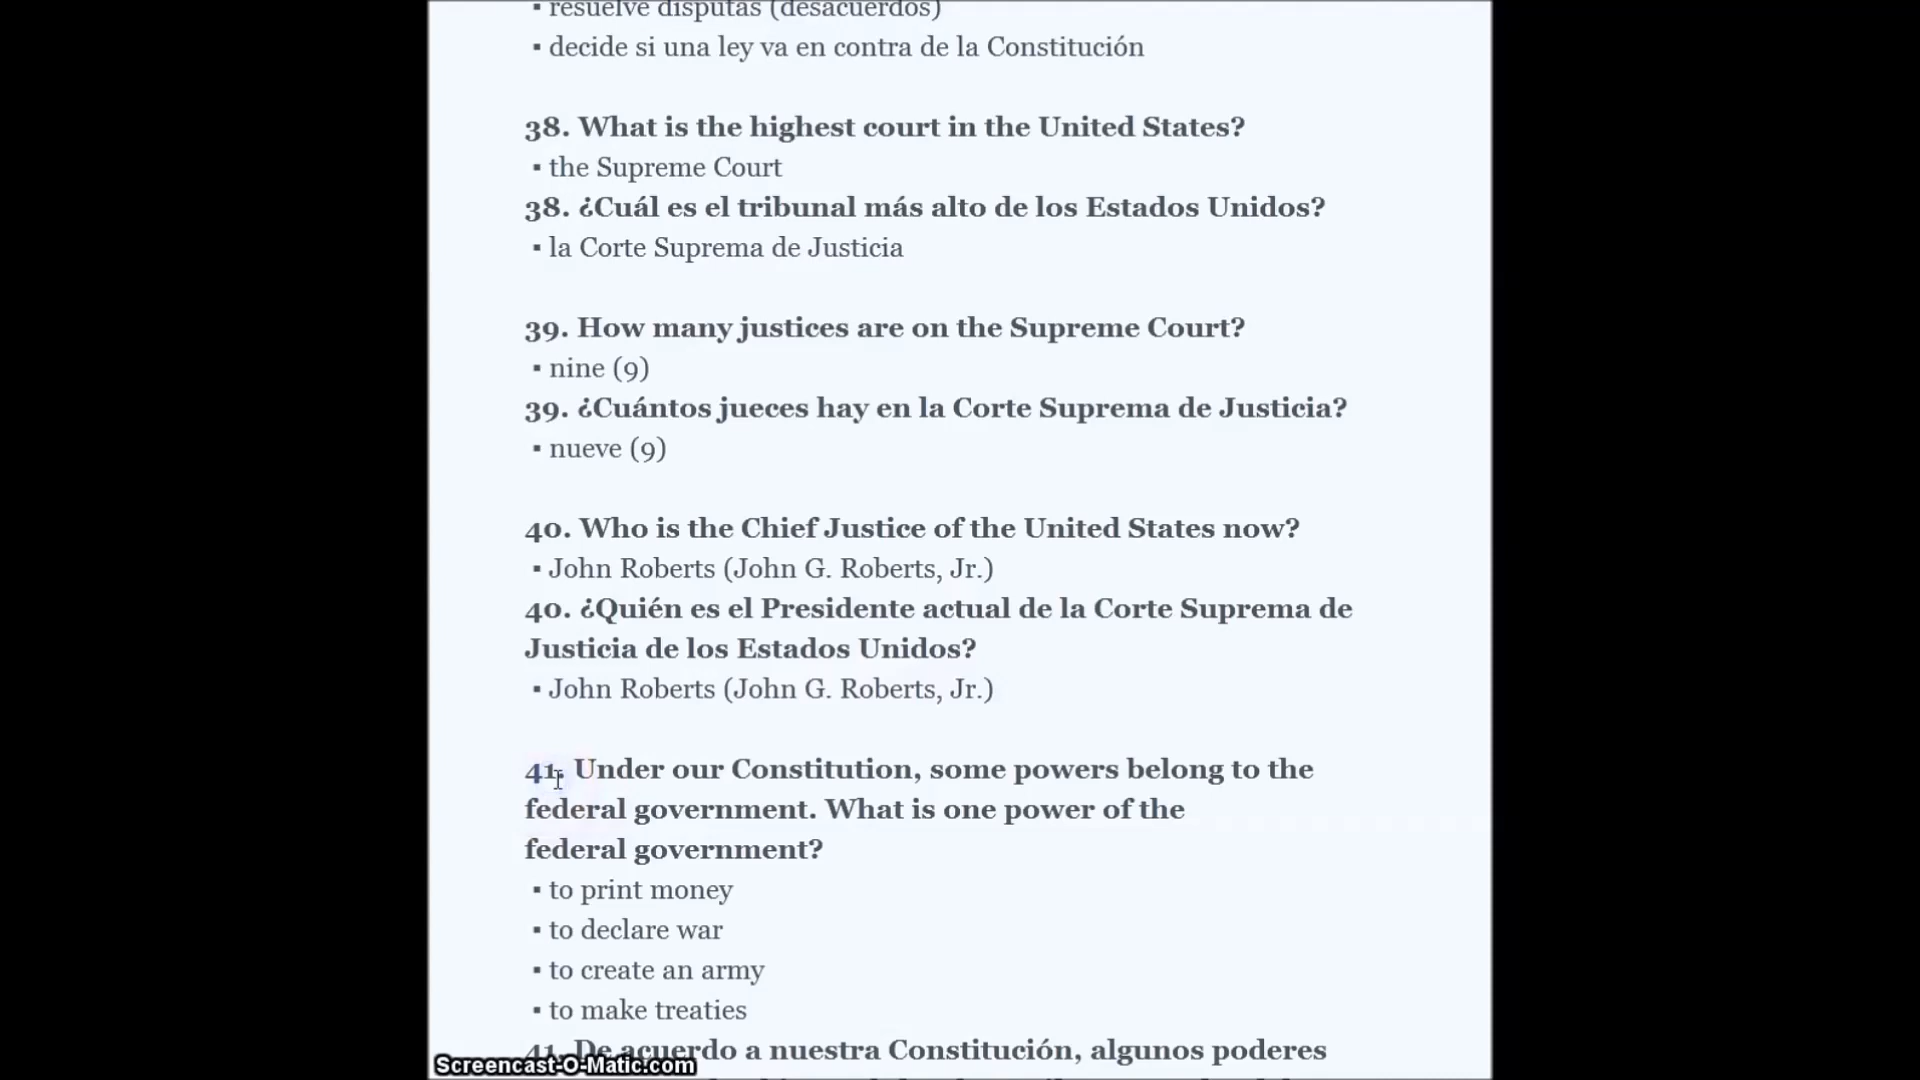 ▪ resuelve disputas (desacuerdos)
▪ decide si una ley va en contra de la Constitución
38. What is the highest court in the United States?
▪ the Supreme Court
38. ¿Cuál es el tribunal más alto de los Estados Unidos?
▪ la Corte Suprema de Justicia
39. How many justices are on the Supreme Court?
▪ nine (9)
39. ¿Cuántos jueces hay en la Corte Suprema de Justicia?
▪ nueve (9)
40. Who is the Chief Justice of the United States now?
▪ John Roberts (John G. Roberts, Jr.)
40. ¿Quién es el Presidente actual de la Corte Suprema de
Justicia de los Estados Unidos?
▪ John Roberts (John G. Roberts, Jr.)
41. Under our Constitution, some powers belong to the
federal government. What is one power of the
federal government?
▪ to print money
▪ to declare war
▪ to create an army
▪ to make treaties
41. De acuerdo a nuestra Constitución, algunos poderes
Screencast-O-Matic.com